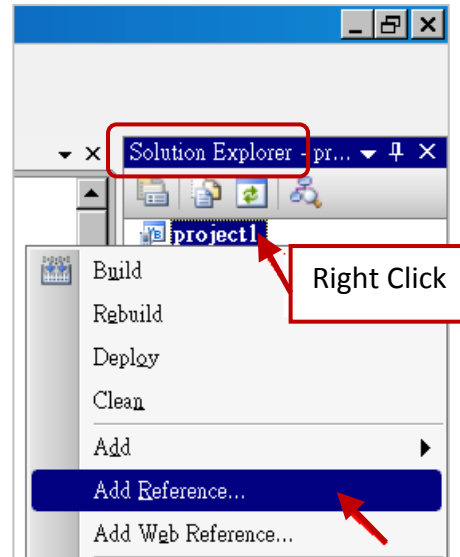 Solution Explorer - pr...
project1
Right Click
Build
Rebuild
Deploy
Clean
Add
Add Reference...
Add Web Reference...